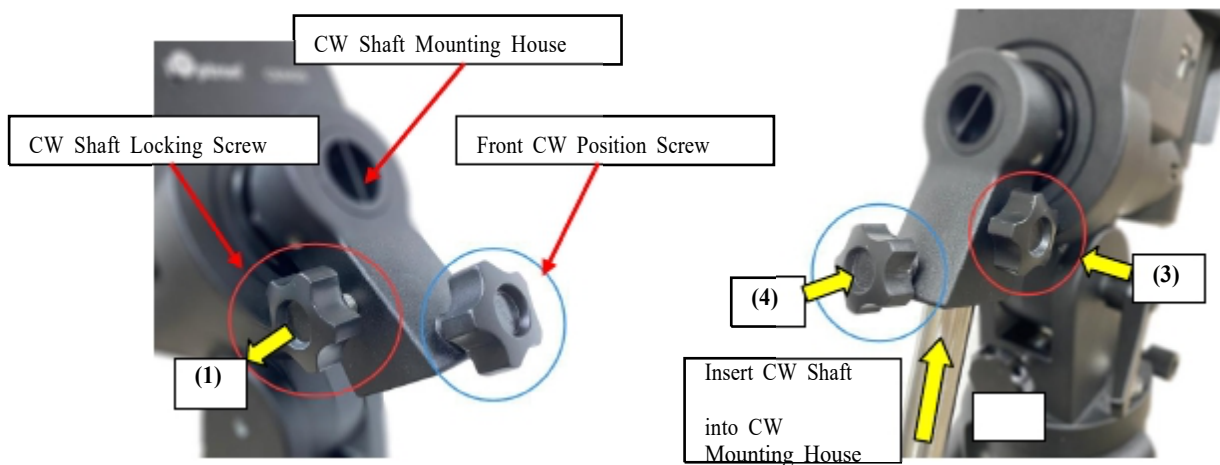 CW Shaft Mounting House
CW Shaft Locking Screw
Front CW Position Screw
(1)
(4)
(3)
Insert CW Shaft
into CW
Mounting House